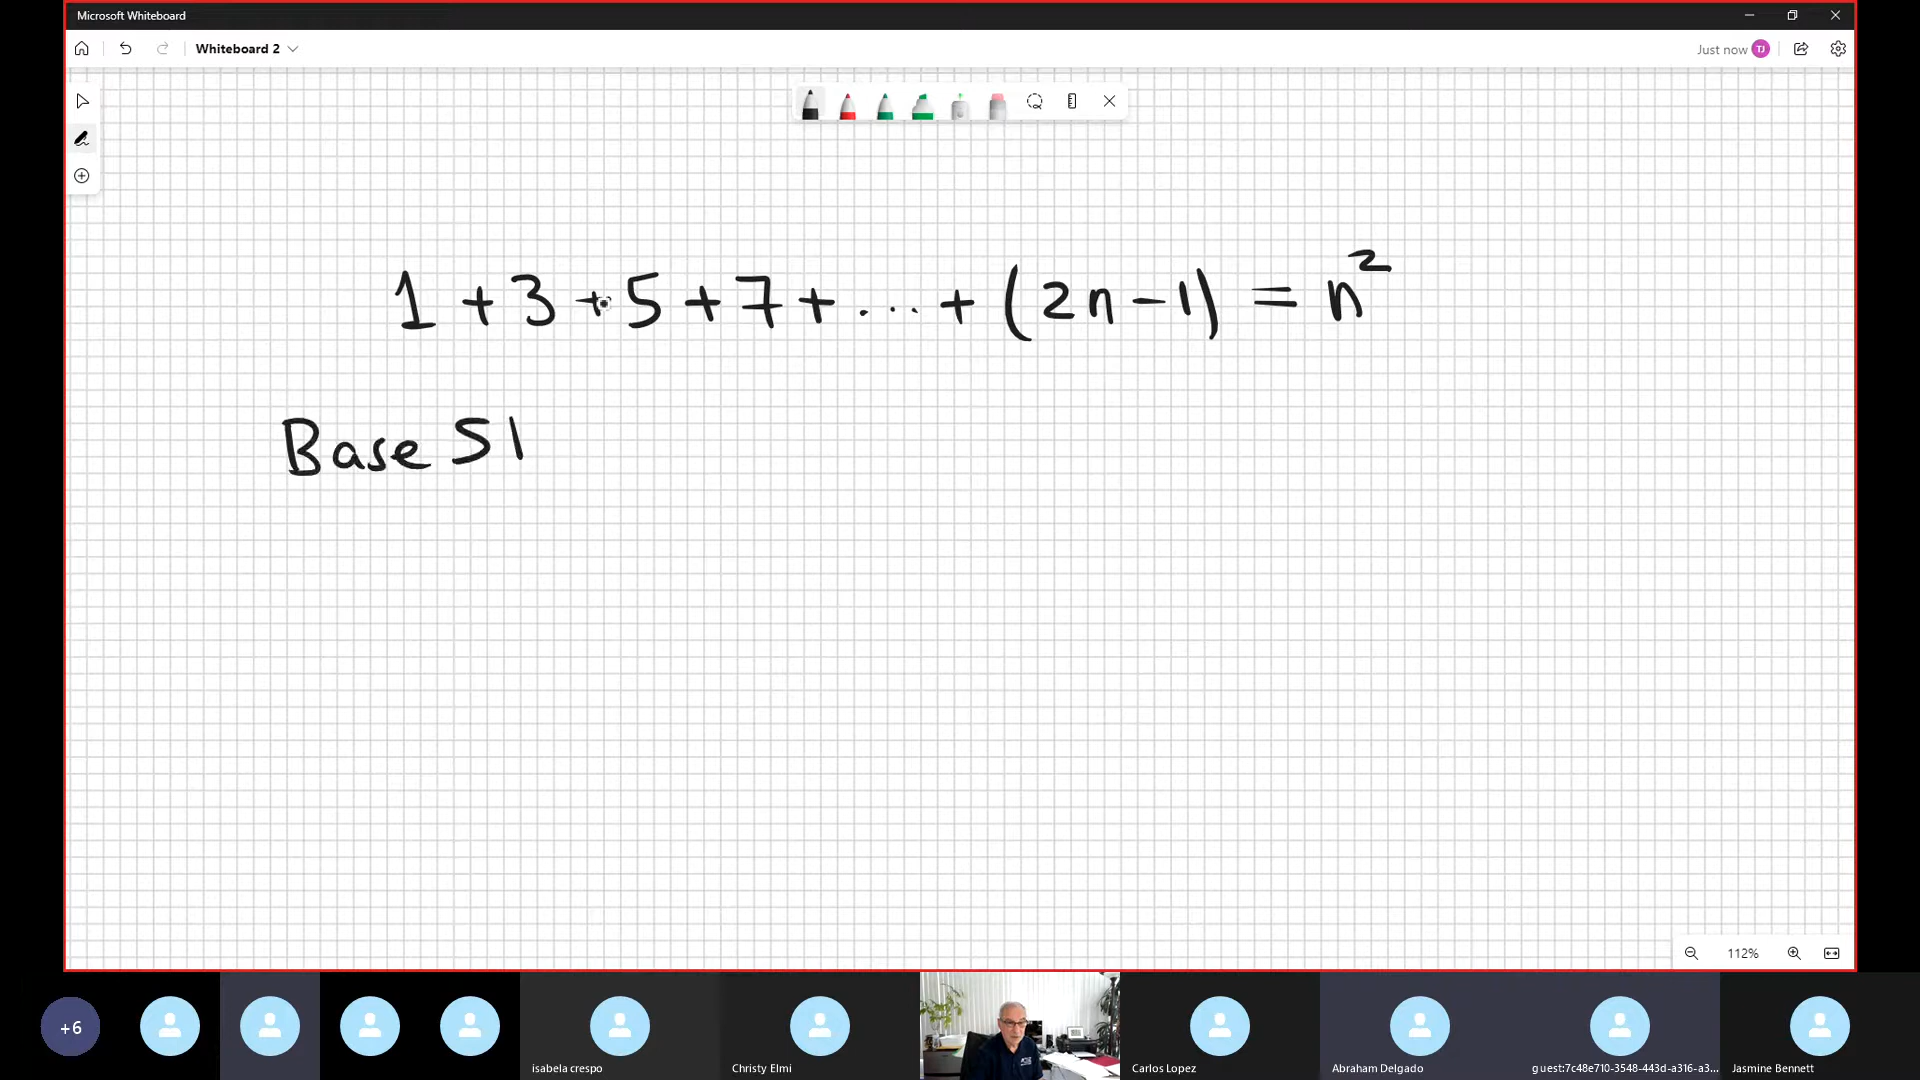 Microsoft Whiteboard
Whiteboard 2
Just now TJ
1 + 3 + 5 + 7 + ... + (2n - 1) = n²
Base S
112%
+6
isabela crespo
Christy Elmi
Carlos Lopez
Abraham Delgado
guest:7c48e710-3548-443d-a316-a3...
Jasmine Bennett